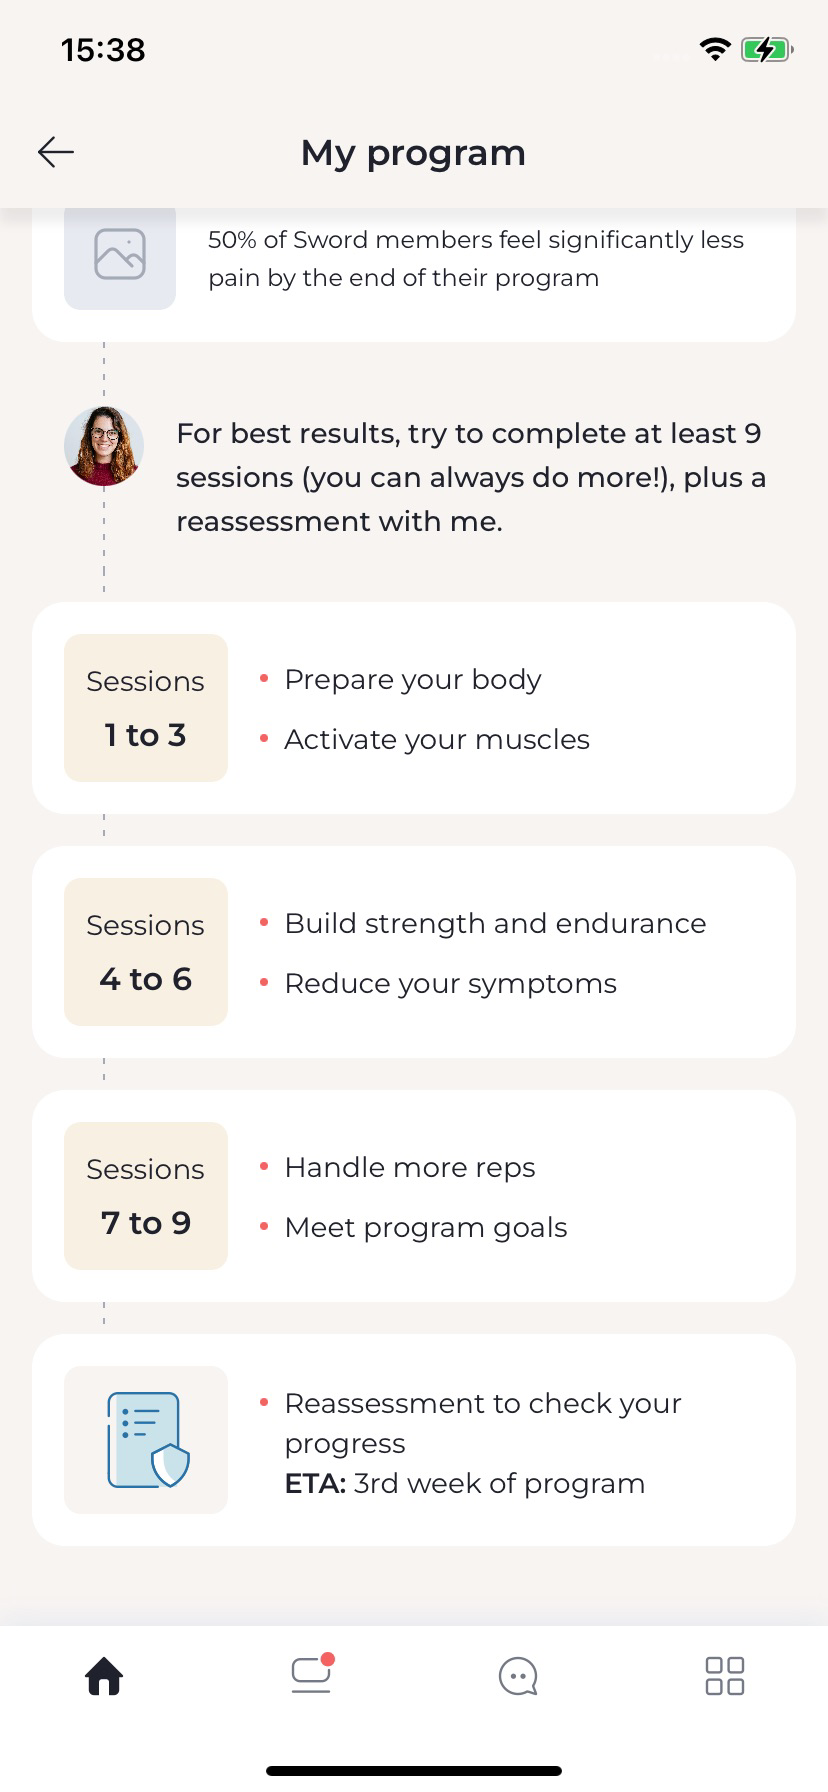 15:38
My program
50% of Sword members feel significantly less
pain by the end of their program
For best results, try to complete at least 9
sessions (you can always do more!), plus a
reassessment with me.
Sessions
1 to 3
Prepare your body
Activate your muscles
Sessions
4 to 6
Build strength and endurance
Reduce your symptoms
Sessions
7 to 9
Handle more reps
Meet program goals
Reassessment to check your
progress
ETA: 3rd week of program